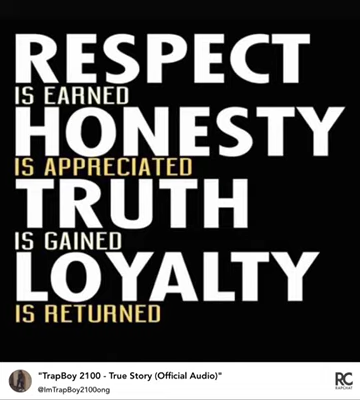 RESPECT
IS EARNED
HONESTY
IS APPRECIATED
TRUTH
IS GAINED
LOYALTY
IS RETURNED
"TrapBoy 2100 - True Story (Official Audio)"
@ImTrapBoy2100ong
RC
RAPCHAT